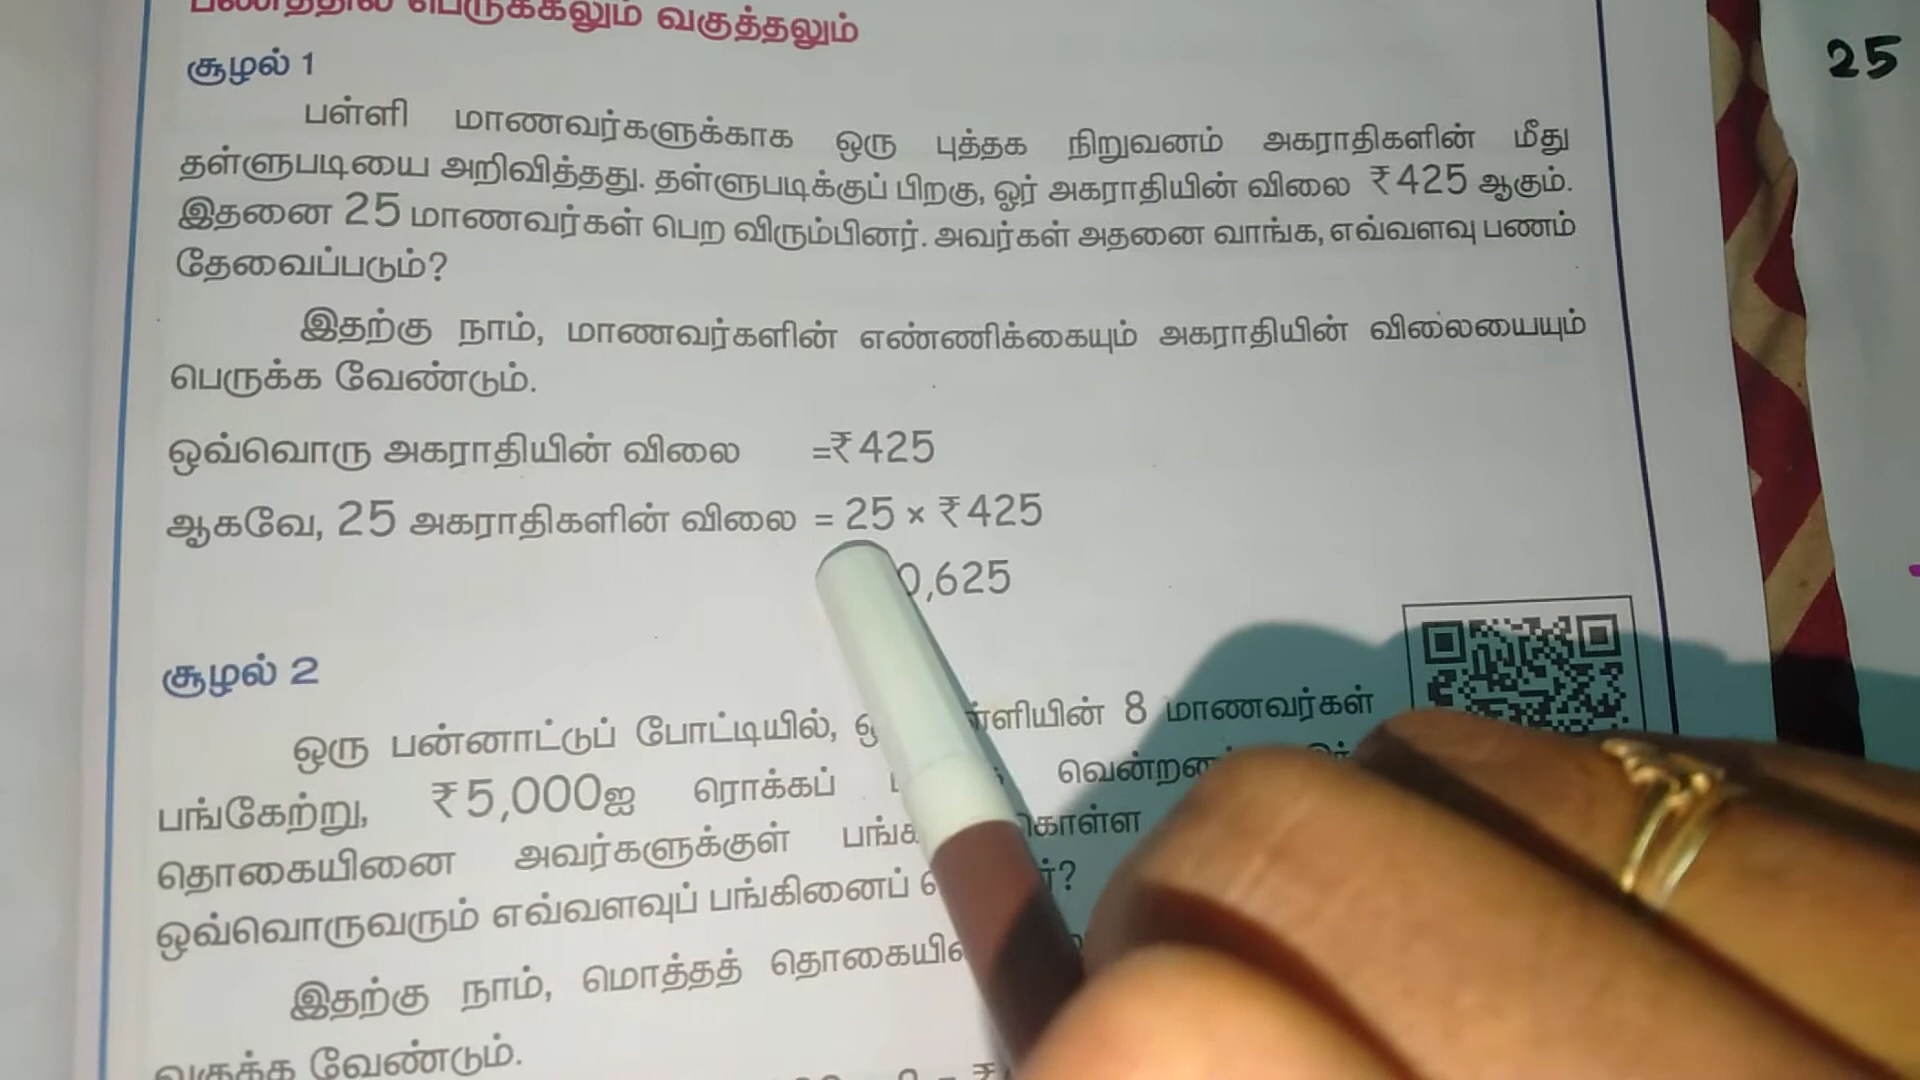 பணத்தில் பெருக்கலும் வகுத்தலும்
சூழல் 1
25
பள்ளி மாணவர்களுக்காக ஒரு புத்தக நிறுவனம் அகராதிகளின் மீது
தள்ளுபடியை அறிவித்தது. தள்ளுபடிக்குப் பிறகு, ஓர் அகராதியின் விலை ₹425 ஆகும்.
இதனை 25 மாணவர்கள் பெற விரும்பினர். அவர்கள் அதனை வாங்க, எவ்வளவு பணம்
தேவைப்படும்?
இதற்கு நாம், மாணவர்களின் எண்ணிக்கையும் அகராதியின் விலையையும்
பெருக்க வேண்டும்.
ஒவ்வொரு அகராதியின் விலை =₹425
ஆகவே, 25 அகராதிகளின் விலை = 25 × ₹425
0,625
சூழல் 2
ஒரு பன்னாட்டுப் போட்டியில், 8 மாணவர்கள்
பங்கேற்று, ₹5,000ஐ ரொக்கப்
தொகையினை அவர்களுக்குள்
ஒவ்வொருவரும் எவ்வளவுப் பங்கினைப்
இதற்கு நாம், மொத்தத்
வகுக்க வேண்டும்.